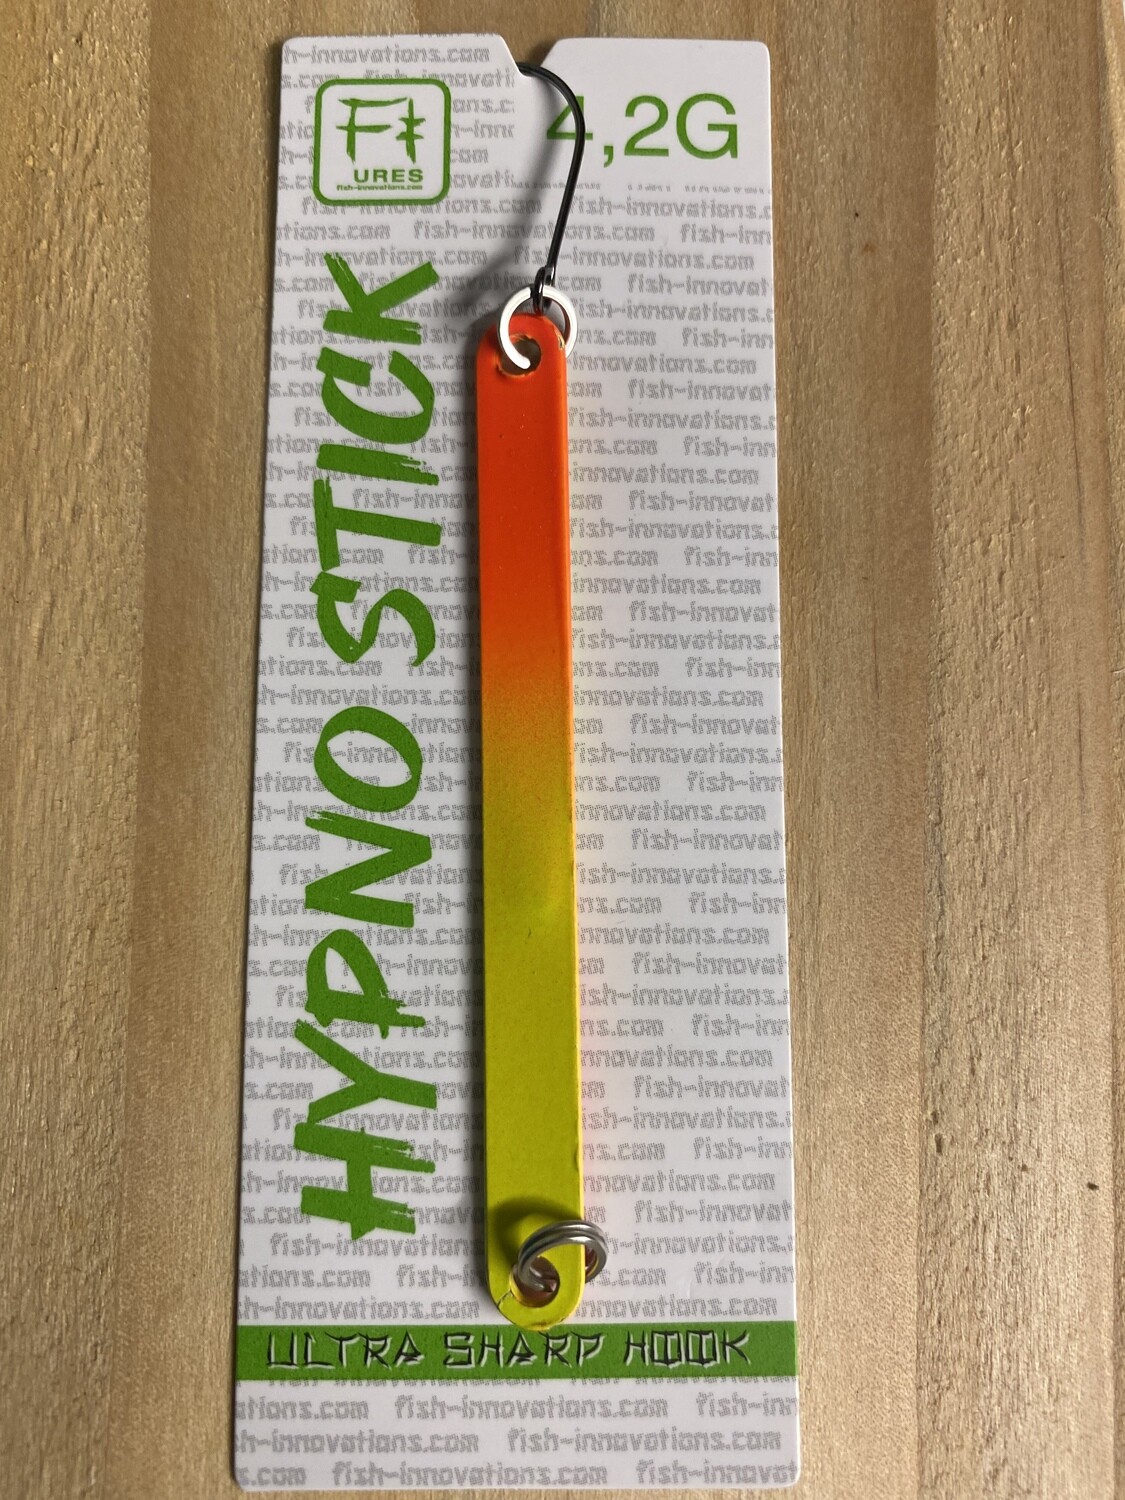 FI
URES
fish-innovations.com
4,2G
HYPNO STICK
ULTRA SHARP HOOK
fish-innovations.com